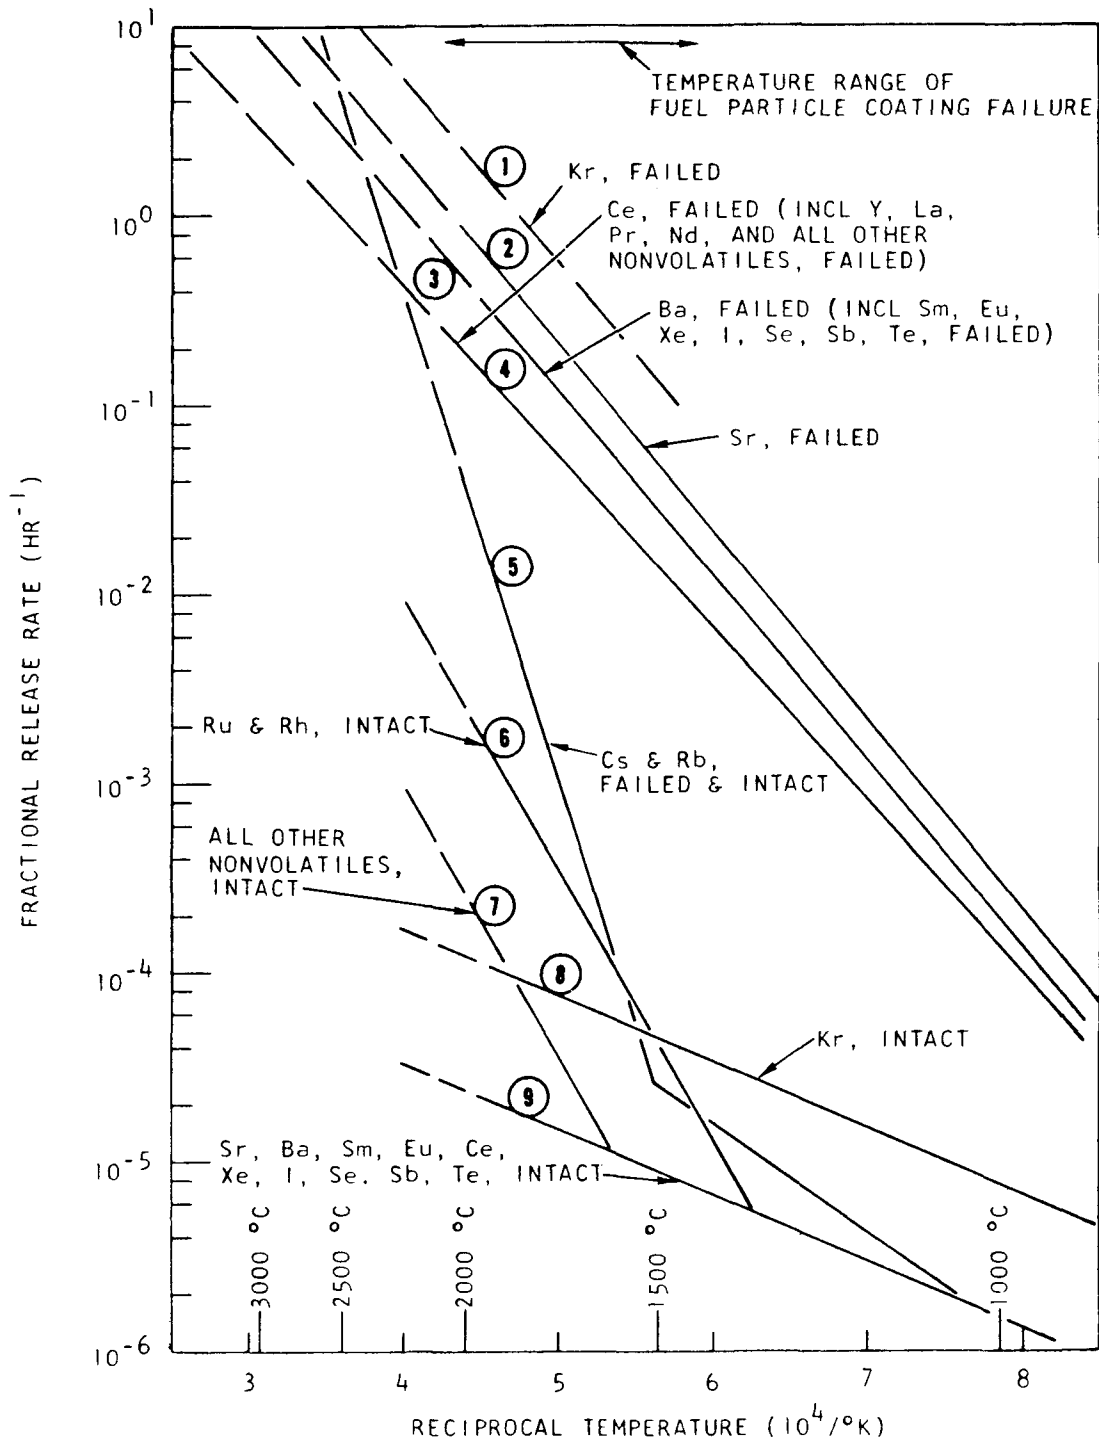 10^1
TEMPERATURE RANGE OF
FUEL PARTICLE COATING FAILURE
1
Kr, FAILED
Ce, FAILED (INCL Y, La,
Pr, Nd, AND ALL OTHER
NONVOLATILES, FAILED)
10^0
2
3
Ba, FAILED (INCL Sm, Eu,
Xe, I, Se, Sb, Te, FAILED)
4
10^-1
Sr, FAILED
FRACTIONAL RELEASE RATE (HR^-1)
5
10^-2
Ru & Rh, INTACT
6
Cs & Rb,
FAILED & INTACT
10^-3
ALL OTHER
NONVOLATILES,
INTACT
7
8
10^-4
Kr, INTACT
9
Sr, Ba, Sm, Eu, Ce,
Xe, I, Se. Sb, Te, INTACT
10^-5
3000 °C
2500 °C
2000 °C
1500 °C
1000 °C
10^-6
3 4 5 6 7 8
RECIPROCAL TEMPERATURE (10^4/°K)